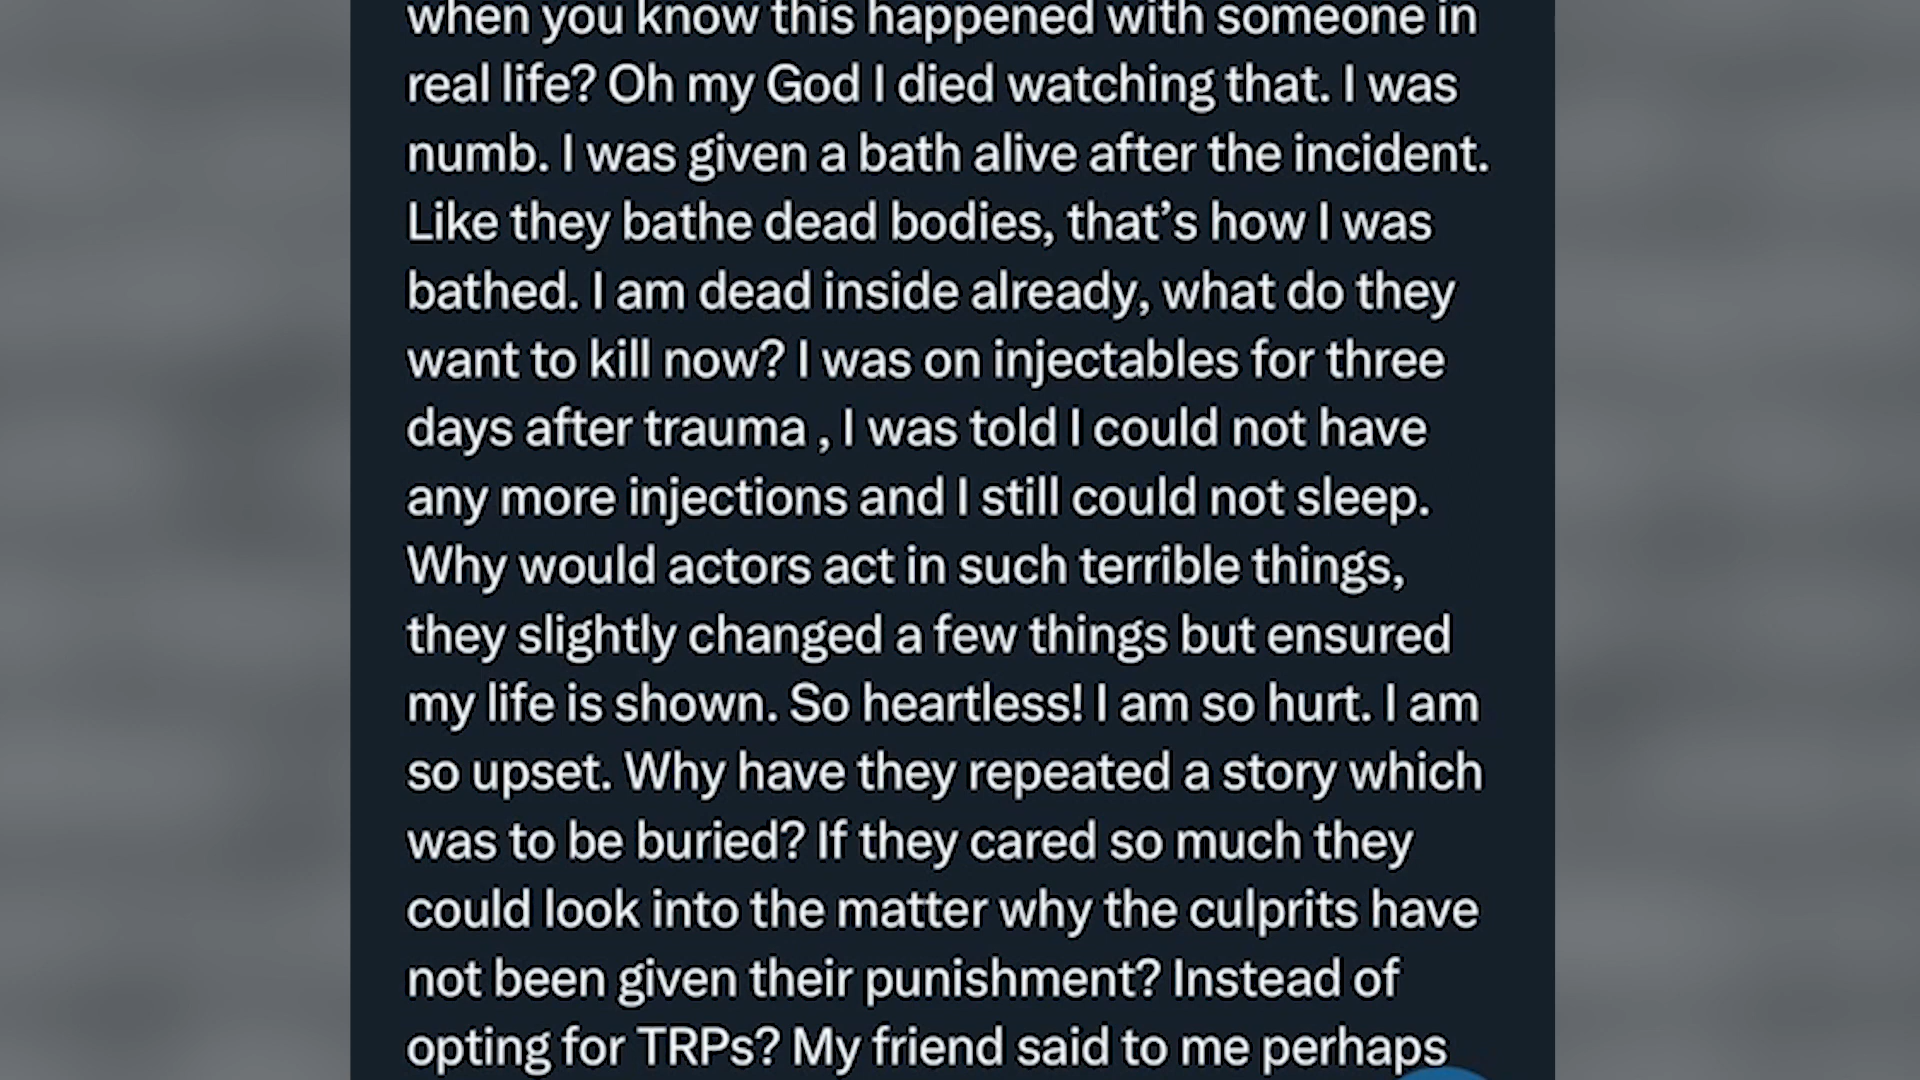 when you know this happened with someone in
real life? Oh my God I died watching that. I was
numb. I was given a bath alive after the incident.
Like they bathe dead bodies, that’s how I was
bathed. I am dead inside already, what do they
want to kill now? I was on injectables for three
days after trauma , I was told I could not have
any more injections and I still could not sleep.
Why would actors act in such terrible things,
they slightly changed a few things but ensured
my life is shown. So heartless! I am so hurt. I am
so upset. Why have they repeated a story which
was to be buried? If they cared so much they
could look into the matter why the culprits have
not been given their punishment? Instead of
opting for TRPs? My friend said to me perhaps